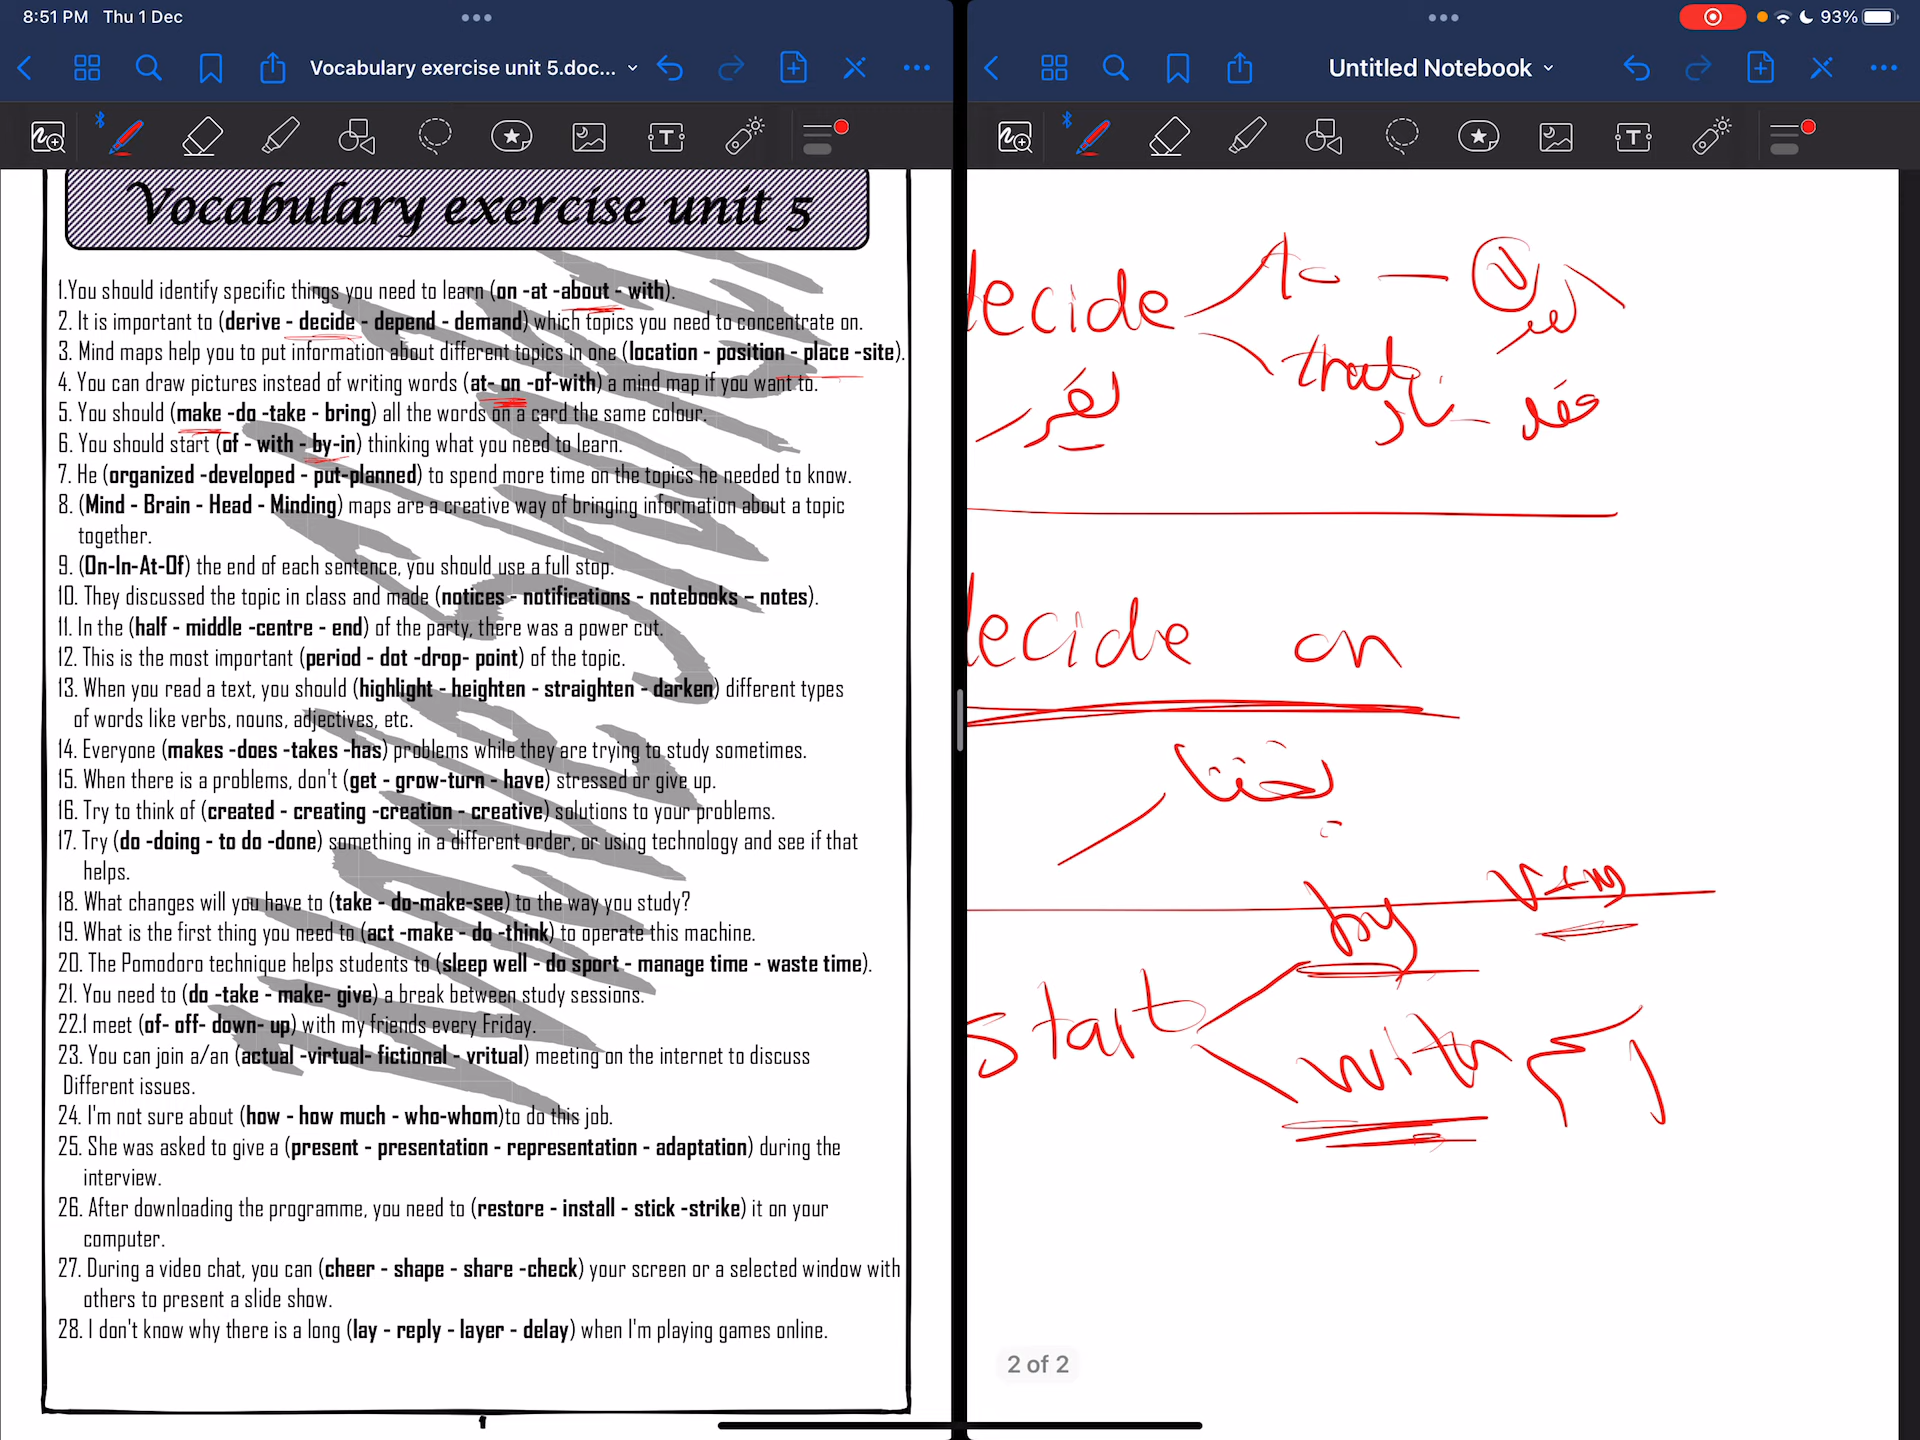 8:51 PM Thu 1 Dec
93%
Vocabulary exercise unit 5.doc...
Untitled Notebook
Vocabulary exercise unit 5
1.You should identify specific things you need to learn (on -at -about - with).
2. It is important to (derive - decide - depend - demand) which topics you need to concentrate on.
3. Mind maps help you to put information about different topics in one (location - position - place -site).
4. You can draw pictures instead of writing words (at- on -of-with) a mind map if you want to.
5. You should (make -do -take - bring) all the words on a card the same colour.
6. You should start (of - with - by-in) thinking what you need to learn.
7. He (organized -developed - put-planned) to spend more time on the topics he needed to know.
8. (Mind - Brain - Head - Minding) maps are a creative way of bringing information about a topic
together.
9. (On-In-At-Of) the end of each sentence, you should use a full stop.
10. They discussed the topic in class and made (notices - notifications - notebooks – notes).
11. In the (half - middle -centre - end) of the party, there was a power cut.
12. This is the most important (period - dot -drop- point) of the topic.
13. When you read a text, you should (highlight - heighten - straighten - darken) different types
of words like verbs, nouns, adjectives, etc.
14. Everyone (makes -does -takes -has) problems while they are trying to study sometimes.
15. When there is a problems, don't (get - grow-turn - have) stressed or give up.
16. Try to think of (created - creating -creation - creative) solutions to your problems.
17. Try (do -doing - to do -done) something in a different order, or using technology and see if that
helps.
18. What changes will you have to (take - do-make-see) to the way you study?
19. What is the first thing you need to (act -make - do -think) to operate this machine.
20. The Pomodoro technique helps students to (sleep well - do sport - manage time - waste time).
21. You need to (do -take - make- give) a break between study sessions.
22.I meet (of- off- down- up) with my friends every Friday.
23. You can join a/an (actual -virtual- fictional - vritual) meeting on the internet to discuss
Different issues.
24. I'm not sure about (how - how much - who-whom)to do this job.
25. She was asked to give a (present - presentation - representation - adaptation) during the
interview.
26. After downloading the programme, you need to (restore - install - stick -strike) it on your
computer.
27. During a video chat, you can (cheer - shape - share -check) your screen or a selected window with
others to present a slide show.
28. I don't know why there is a long (lay - reply - layer - delay) when I'm playing games online.
1
ecide to
that
يقرر
ecide on
by V+ing
start
with
2 of 2